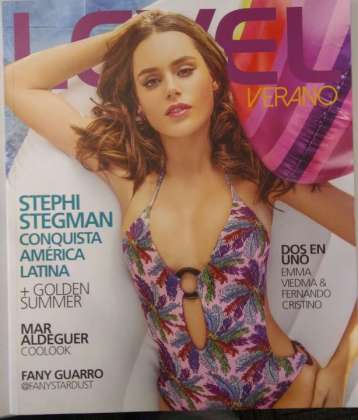 LEVEL
VERANO
STEPHI
STEGMAN
CONQUISTA
AMÉRICA
LATINA
+ GOLDEN
SUMMER
MAR
ALDEGUER
COOLOOK
FANY GUARRO
@FANYSTARDUST
DOS EN
UNO
EMMA
VIEDMA &
FERNANDO
CRISTINO